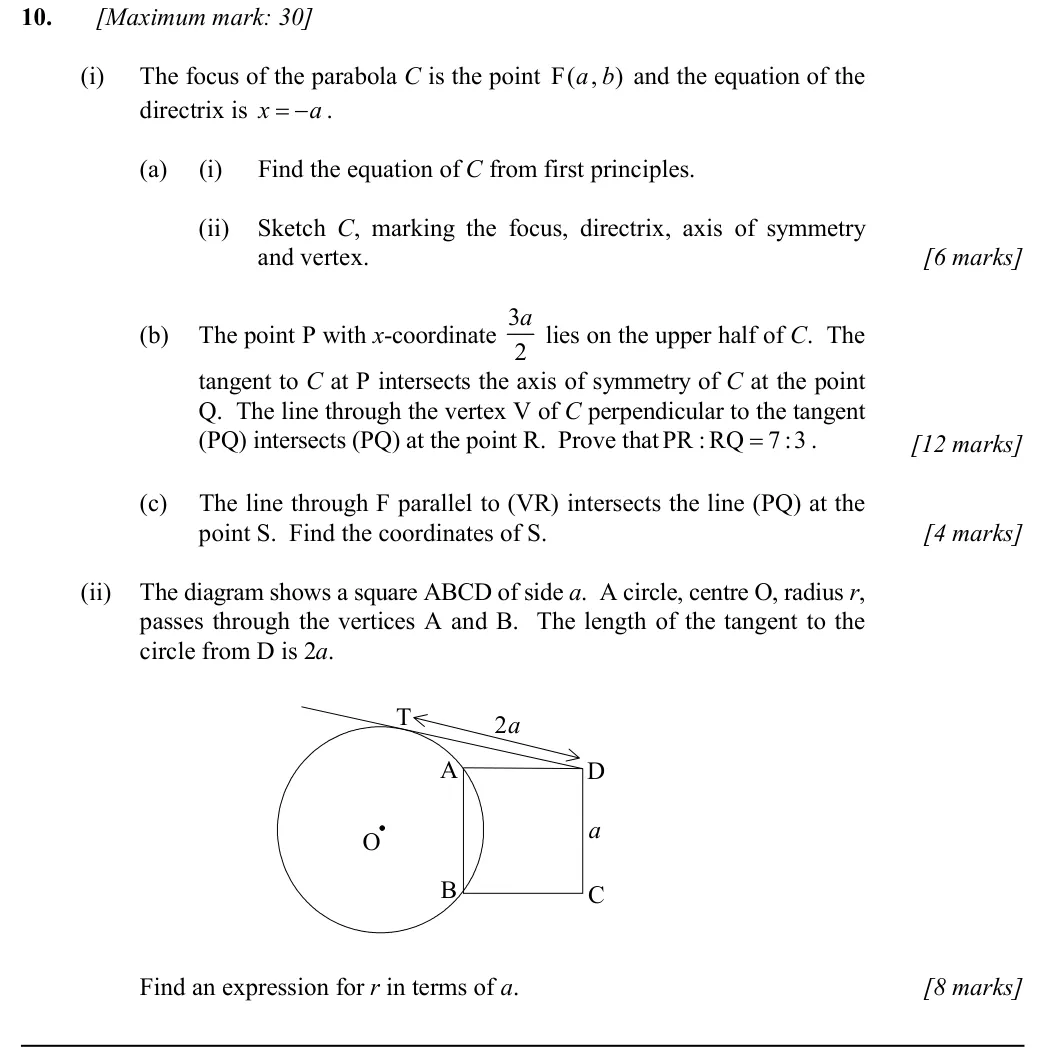 10. [Maximum mark: 30]
(i) The focus of the parabola C is the point F(a, b) and the equation of the
directrix is x = −a .
(a) (i) Find the equation of C from first principles.
(ii) Sketch C, marking the focus, directrix, axis of symmetry
and vertex. [6 marks]
(b) The point P with x-coordinate 3a/2 lies on the upper half of C. The
tangent to C at P intersects the axis of symmetry of C at the point
Q. The line through the vertex V of C perpendicular to the tangent
(PQ) intersects (PQ) at the point R. Prove that PR : RQ = 7 : 3 . [12 marks]
(c) The line through F parallel to (VR) intersects the line (PQ) at the
point S. Find the coordinates of S. [4 marks]
(ii) The diagram shows a square ABCD of side a. A circle, centre O, radius r,
passes through the vertices A and B. The length of the tangent to the
circle from D is 2a.
T
2a
A
D
O
a
B
C
Find an expression for r in terms of a. [8 marks]